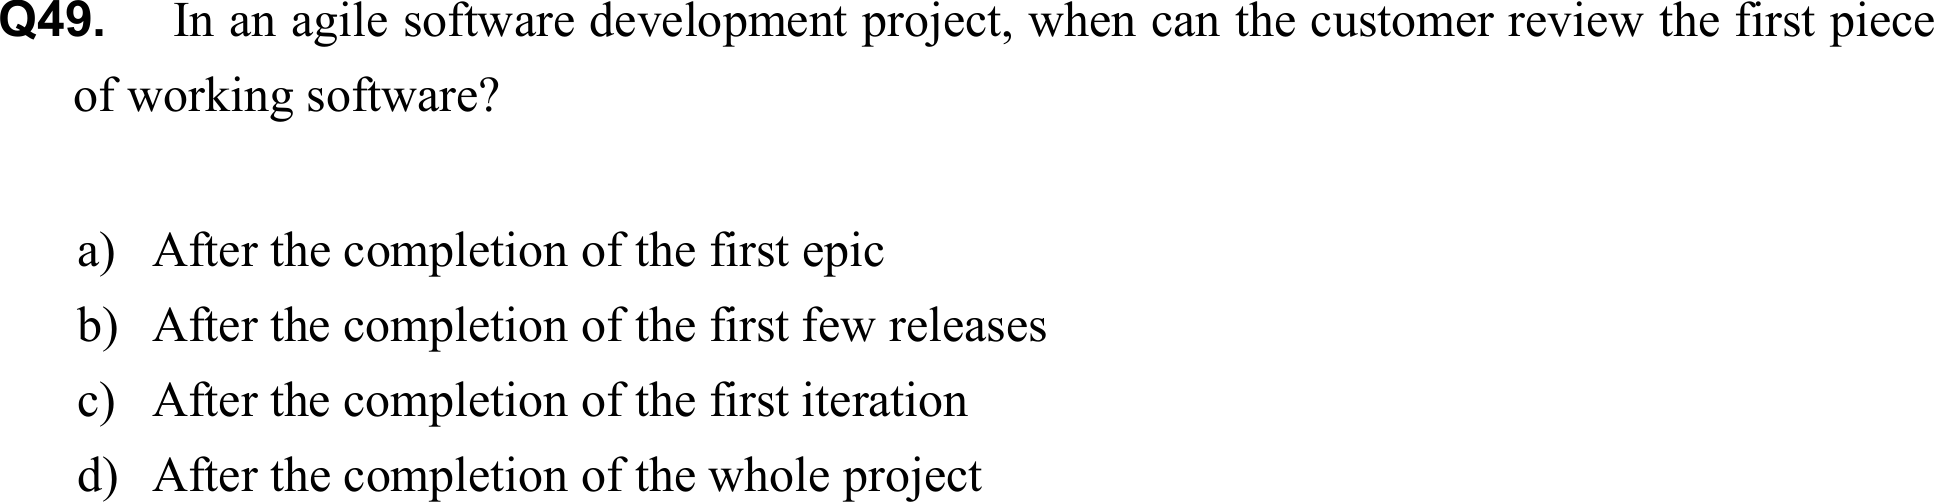 Q49. In an agile software development project, when can the customer review the first piece
of working software?
a) After the completion of the first epic
b) After the completion of the first few releases
c) After the completion of the first iteration
d) After the completion of the whole project